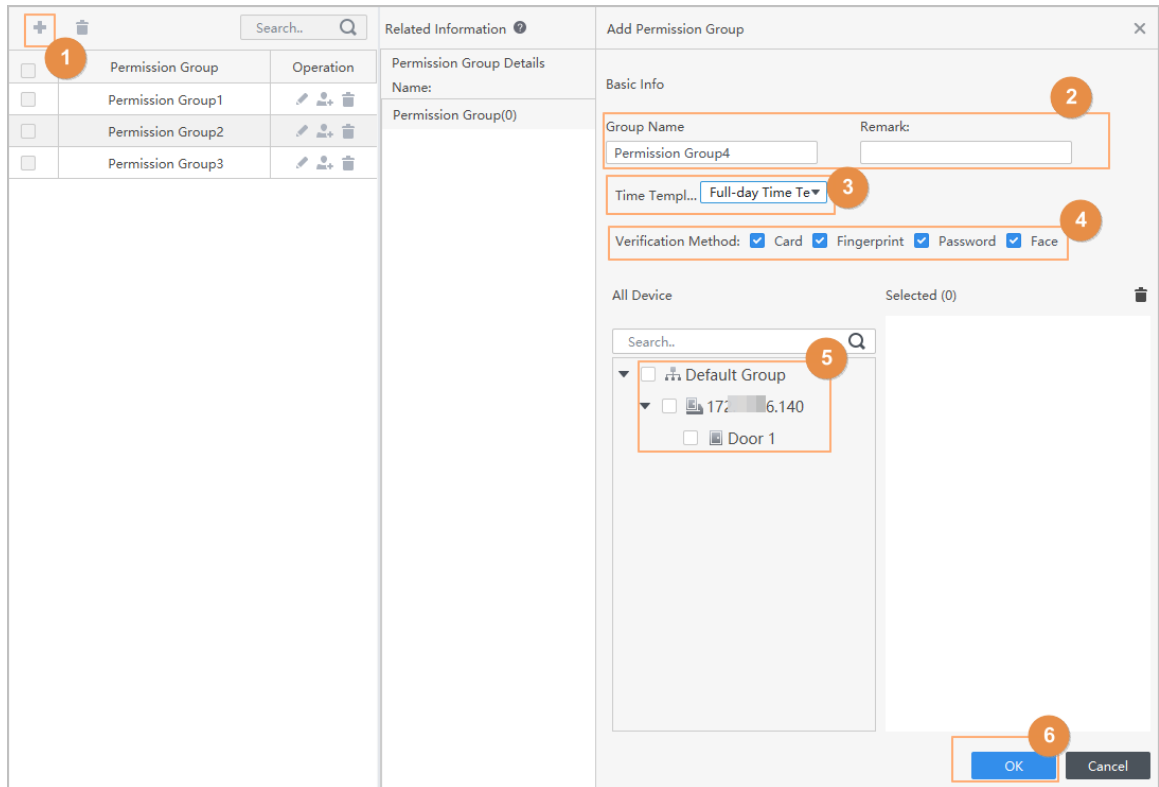 Search..
1
Permission Group Operation
Permission Group1
Permission Group2
Permission Group3
Related Information ?
Permission Group Details
Name:
Permission Group(0)
Add Permission Group
Basic Info
2
Group Name Remark:
Permission Group4
Time Templ... Full-day Time Te
3
4
Verification Method: Card Fingerprint Password Face
All Device Selected (0)
Search..
5
Default Group
172 6.140
Door 1
6
OK Cancel